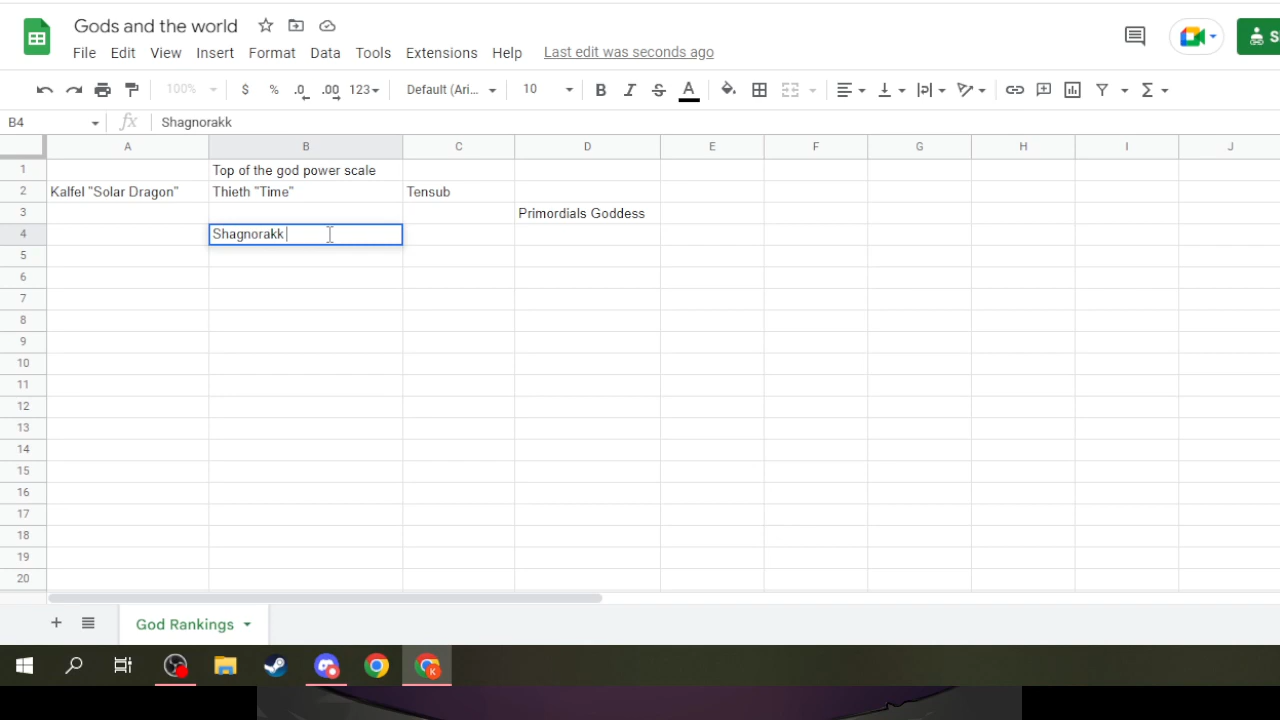 Gods and the world
File Edit View Insert Format Data Tools Extensions Help Last edit was seconds ago
S
100% $ % .0 .00 123 Default (Ari... 10 B I S A Σ
B4 fx Shagnorakk
A B C D E F G H I J
1 Top of the god power scale
2 Kalfel "Solar Dragon" Thieth "Time" Tensub
3 Primordials Goddess
4 Shagnorakk
5
6
7
8
9
10
11
12
13
14
15
16
17
18
19
20
+ God Rankings
K